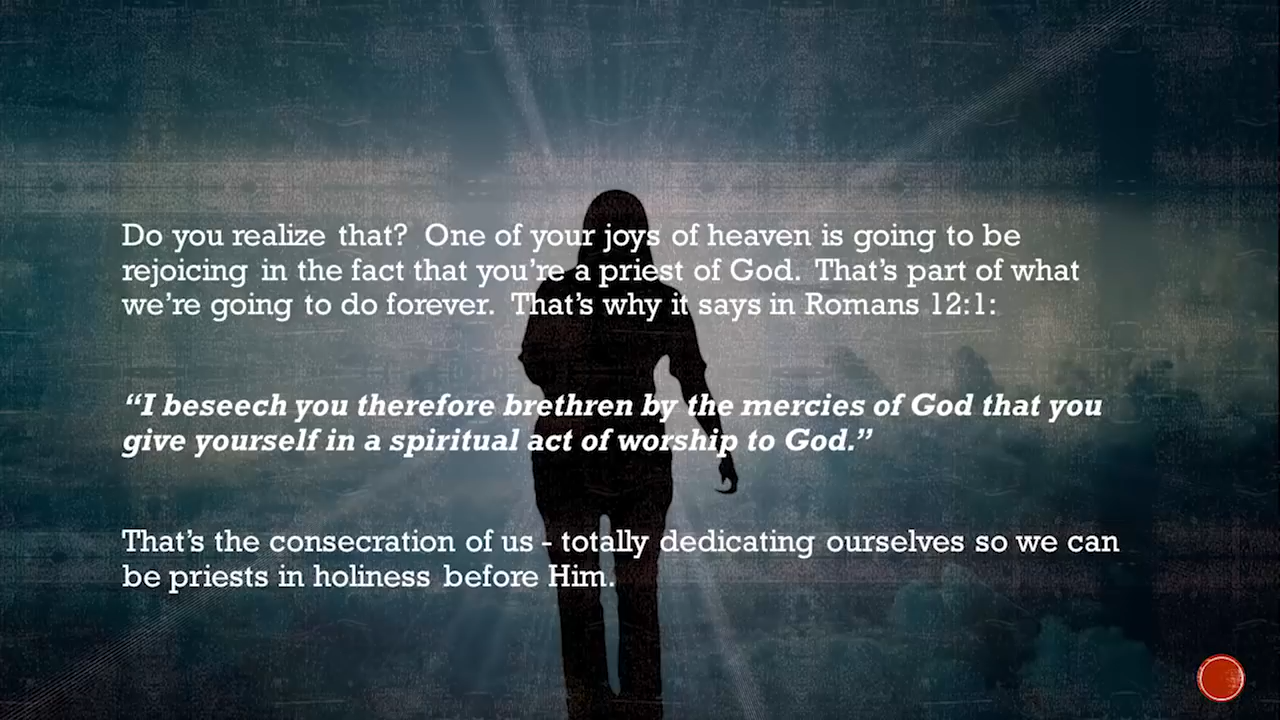 Do you realize that?  One of your joys of heaven is going to be
rejoicing in the fact that you’re a priest of God.  That’s part of what
we’re going to do forever.  That’s why it says in Romans 12:1:
“I beseech you therefore brethren by the mercies of God that you
give yourself in a spiritual act of worship to God.”
That’s the consecration of us - totally dedicating ourselves so we can
be priests in holiness before Him.